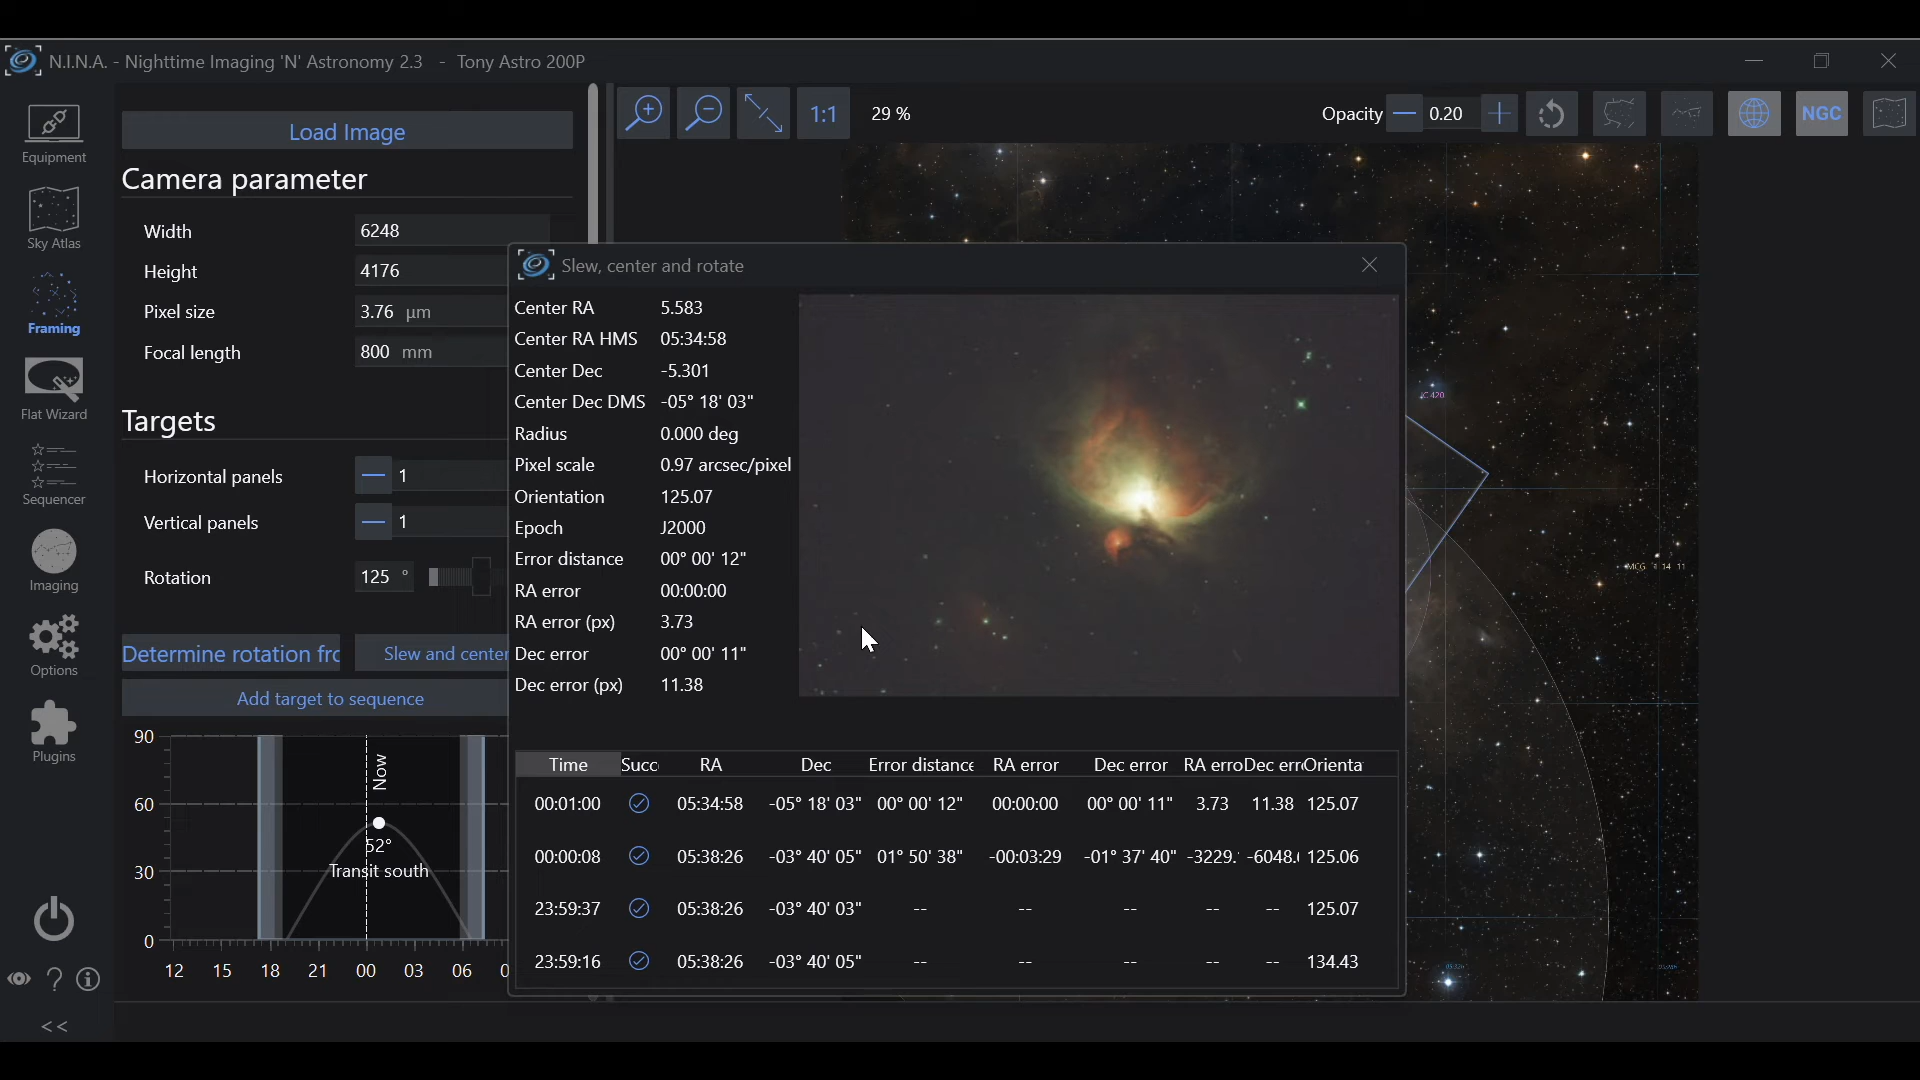 N.I.N.A. - Nighttime Imaging 'N' Astronomy 2.3 - Tony Astro 200P
Equipment
Sky Atlas
Framing
Flat Wizard
Sequencer
Imaging
Options
Plugins
<<
Load Image
Camera parameter
Width 6248
Height 4176
Pixel size 3.76 μm
Focal length 800 mm
Targets
Horizontal panels 1
Vertical panels 1
Rotation 125 °
Determine rotation frc
Slew and center
Add target to sequence
90
60
30
0
Now
52°
Transit south
12 15 18 21 00 03 06 0
1:1
29 %
Opacity 0.20
NGC
Slew, center and rotate
Center RA 5.583
Center RA HMS 05:34:58
Center Dec -5.301
Center Dec DMS -05° 18' 03"
Radius 0.000 deg
Pixel scale 0.97 arcsec/pixel
Orientation 125.07
Epoch J2000
Error distance 00° 00' 12"
RA error 00:00:00
RA error (px) 3.73
Dec error 00° 00' 11"
Dec error (px) 11.38
Time Succ RA Dec Error distance RA error Dec error RA erro Dec err Orienta
00:01:00 05:34:58 -05° 18' 03" 00° 00' 12" 00:00:00 00° 00' 11" 3.73 11.38 125.07
00:00:08 05:38:26 -03° 40' 05" 01° 50' 38" -00:03:29 -01° 37' 40" -3229. -6048. 125.06
23:59:37 05:38:26 -03° 40' 03" -- -- -- -- -- 125.07
23:59:16 05:38:26 -03° 40' 05" -- -- -- -- -- 134.43
IC 420